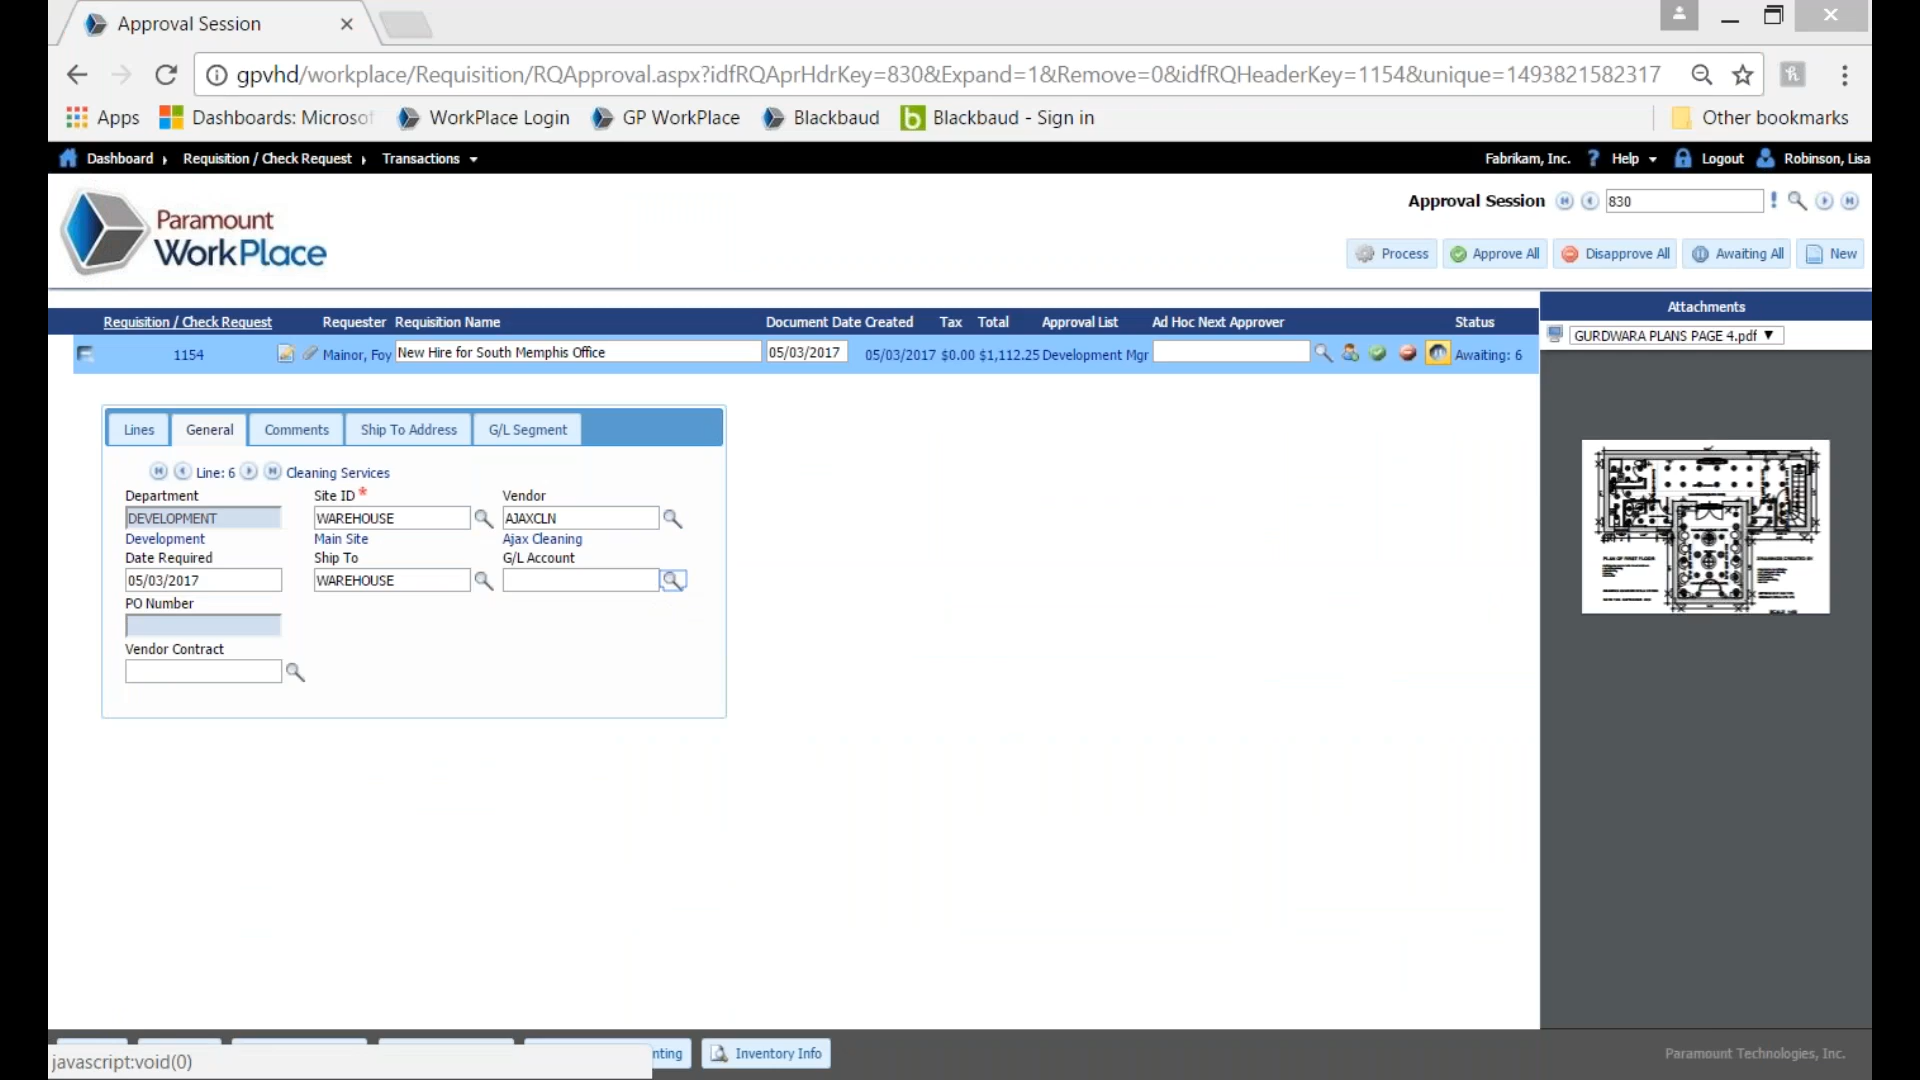 Approval Session
gpvhd/workplace/Requisition/RQApproval.aspx?idfRQAprHdrKey=830&Expand=1&Remove=0&idfRQHeaderKey=1154&unique=1493821582317
Apps Dashboards: Microsof WorkPlace Login GP WorkPlace Blackbaud Blackbaud - Sign in Other bookmarks
Dashboard Requisition / Check Request Transactions Fabrikam, Inc. ? Help Logout Robinson, Lisa
Paramount
WorkPlace
Approval Session 830
Process Approve All Disapprove All Awaiting All New
Attachments
Requisition / Check Request Requester Requisition Name Document Date Created Tax Total Approval List Ad Hoc Next Approver Status
GURDWARA PLANS PAGE 4.pdf
1154 Mainor, Foy New Hire for South Memphis Office 05/03/2017 05/03/2017 $0.00 $1,112.25 Development Mgr Awaiting: 6
Lines General Comments Ship To Address G/L Segment
Line: 6 Cleaning Services
Department Site ID * Vendor
DEVELOPMENT WAREHOUSE AJAXCLN
Development Main Site Ajax Cleaning
Date Required Ship To G/L Account
05/03/2017 WAREHOUSE
PO Number
Vendor Contract
nting Inventory Info
Paramount Technologies, Inc.
javascript:void(0)